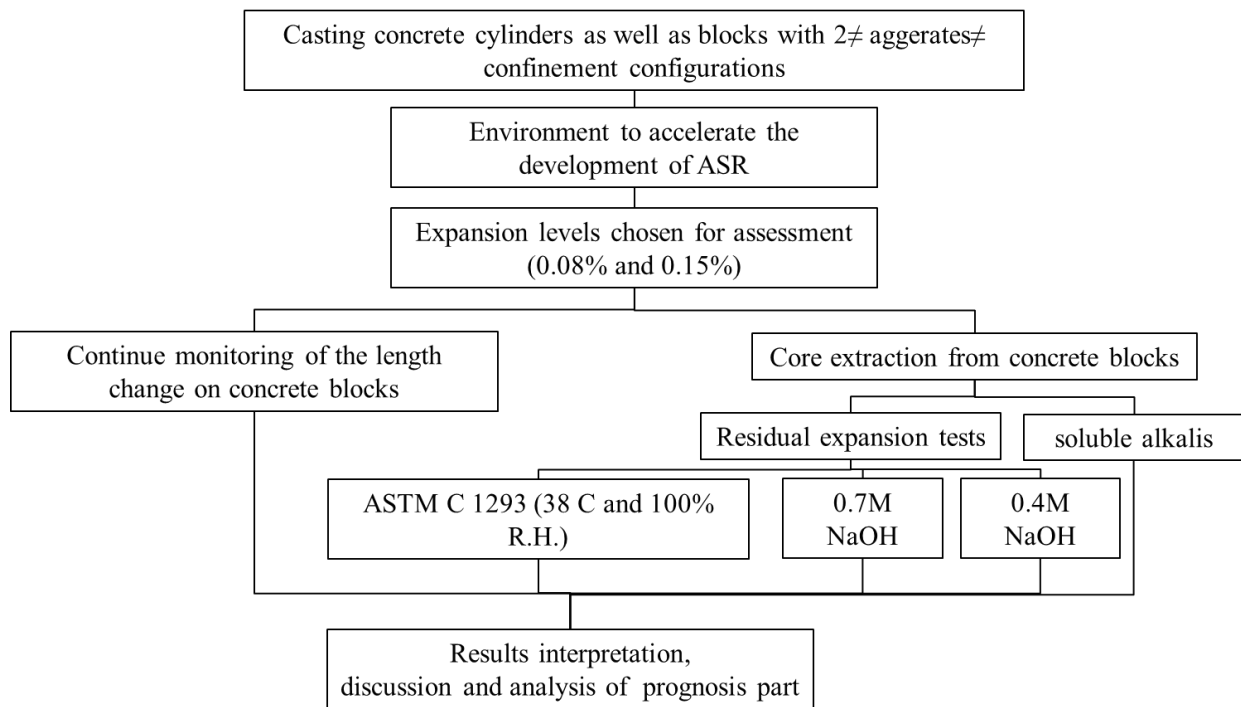 Casting concrete cylinders as well as blocks with 2≠ aggerates≠
confinement configurations
Environment to accelerate the
development of ASR
Expansion levels chosen for assessment
(0.08% and 0.15%)
Continue monitoring of the length
change on concrete blocks
Core extraction from concrete blocks
Residual expansion tests
soluble alkalis
ASTM C 1293 (38 C and 100%
R.H.)
0.7M
NaOH
0.4M
NaOH
Results interpretation,
discussion and analysis of prognosis part